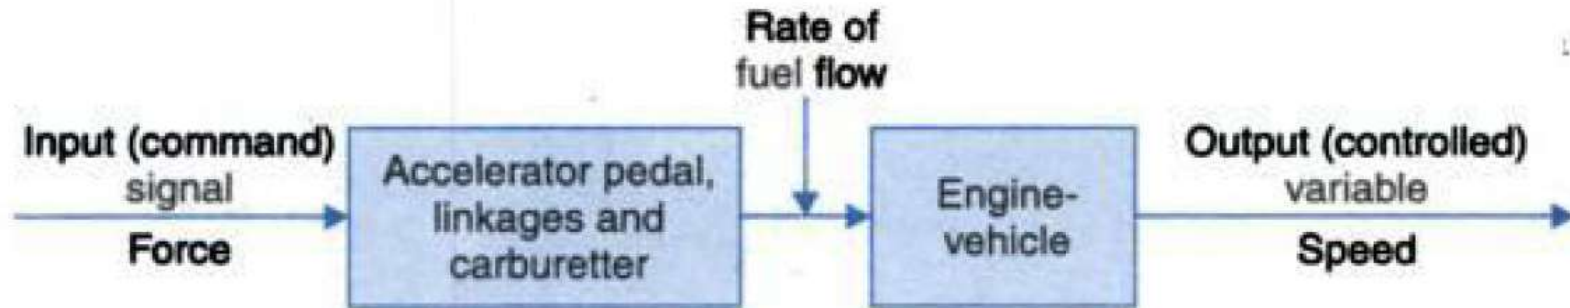 Rate of
fuel flow
Input (command)
signal
Force
Accelerator pedal,
linkages and
carburetter
Engine-
vehicle
Output (controlled)
variable
Speed